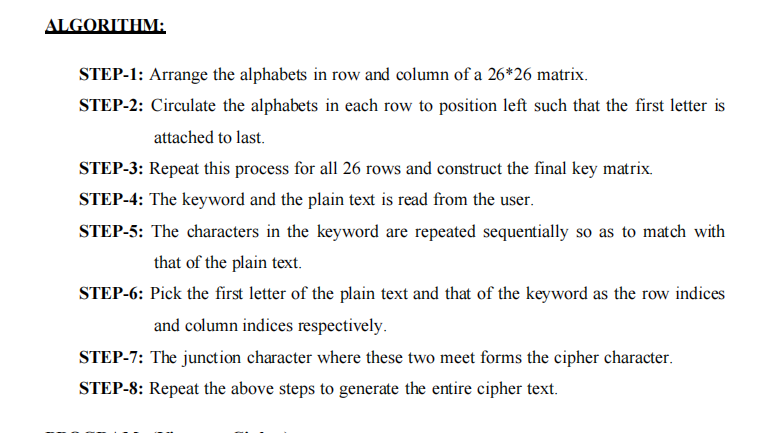 ALGORITHM:
STEP-1: Arrange the alphabets in row and column of a 26*26 matrix.
STEP-2: Circulate the alphabets in each row to position left such that the first letter is
attached to last.
STEP-3: Repeat this process for all 26 rows and construct the final key matrix.
STEP-4: The keyword and the plain text is read from the user.
STEP-5: The characters in the keyword are repeated sequentially so as to match with
that of the plain text.
STEP-6: Pick the first letter of the plain text and that of the keyword as the row indices
and column indices respectively.
STEP-7: The junction character where these two meet forms the cipher character.
STEP-8: Repeat the above steps to generate the entire cipher text.